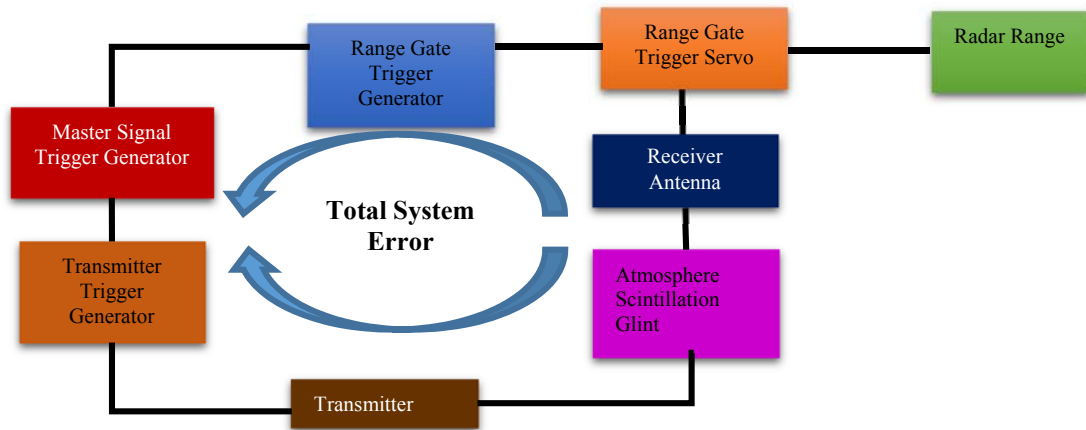 Range Gate
Trigger
Generator
Range Gate
Trigger Servo
Radar Range
Master Signal
Trigger Generator
Receiver
Antenna
Total System
Error
Transmitter
Trigger
Generator
Atmosphere
Scintillation
Glint
Transmitter